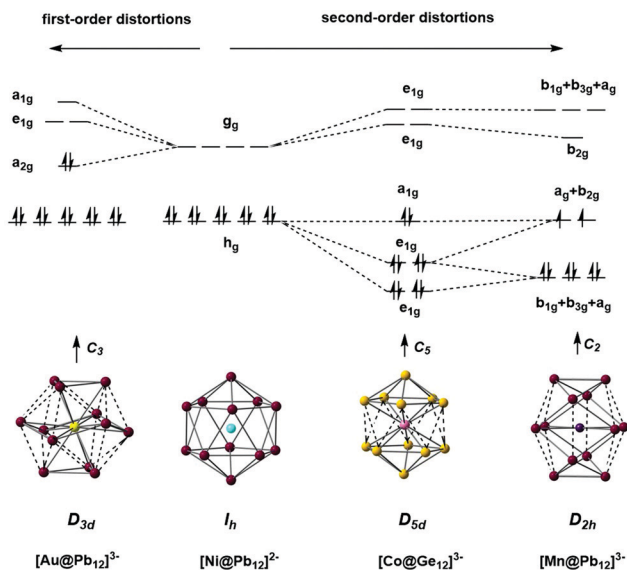 first-order distortions
second-order distortions
a1g
e1g
a2g
gg
hg
e1g
e1g
a1g
e1g
e1g
b1g+b3g+ag
b2g
ag+b2g
b1g+b3g+ag
C3
C5
C2
D3d
Ih
D5d
D2h
[Au@Pb12]3-
[Ni@Pb12]2-
[Co@Ge12]3-
[Mn@Pb12]3-